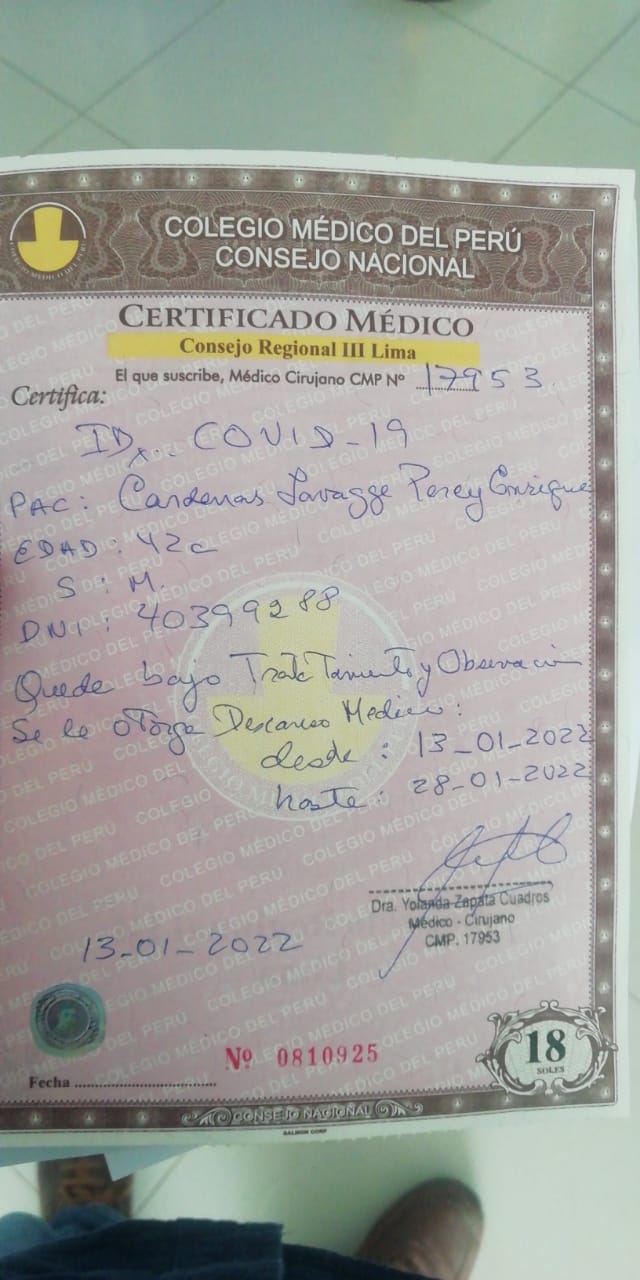 COLEGIO MÉDICO DEL PERÚ
CONSEJO NACIONAL
CERTIFICADO MÉDICO
Consejo Regional III Lima
El que suscribe, Médico Cirujano CMP Nº 17953
Certifica:
IDx.. COVID-19
PAC: Cardenas Lavagge Percy Enrique
EDAD: 42a
S: M.
DNI: 40399288
Quede bajo Tratamiento y Observación
Se le oTorga Descanso Medico:
desde: 13-01-2022
hasta: 28-01-2022
Dra. Yolanda Zapata Cuadros
Médico - Cirujano
CMP. 17953
13-01-2022
Nº 0810925
18
SOLES
Fecha
CONSEJO NACIONAL
SALMON CORP